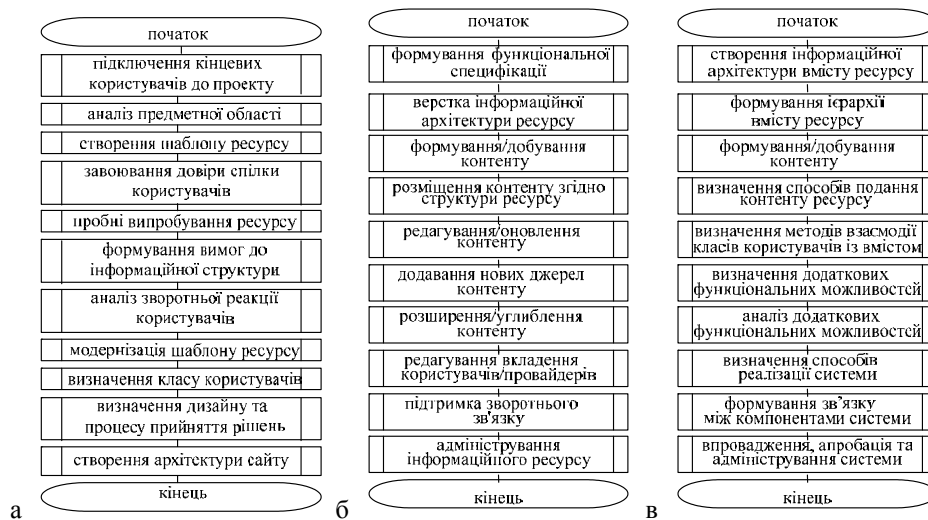 початок
підключення кінцевих
користувачів до проекту
аналіз предметної області
створення шаблону ресурсу
завоювання довіри спілки
користувачів
пробні випробування ресурсу
формування вимог до
інформаційної структури
аналіз зворотньої реакції
користувачів
модернізація шаблону ресурсу
визначення класу користувачів
визначення дизайну та
процесу прийняття рішень
створення архітектури сайту
кінець
а
початок
формування функціональної
специфікації
верстка інформаційної
архітектури ресурсу
формування/добування
контенту
розміщення контенту згідно
структури ресурсу
редагування/оновлення
контенту
додавання нових джерел
контенту
розширення/углиблення
контенту
редагування вкладення
користувачів/провайдерів
підтримка зворотнього
зв'язку
адміністрування
інформаційного ресурсу
кінець
б
початок
створення інформаційної
архітектури вмісту ресурсу
формування ієрархії
вмісту ресурсу
формування/добування
контенту
визначення способів подання
контенту ресурсу
визначення методів взаємодії
класів користувачів із вмістом
визначення додаткових
функціональних можливостей
аналіз додаткових
функціональних можливостей
визначення способів
реалізації системи
формування зв'язку
між компонентами системи
впровадження, апробація та
адміністрування системи
кінець
в